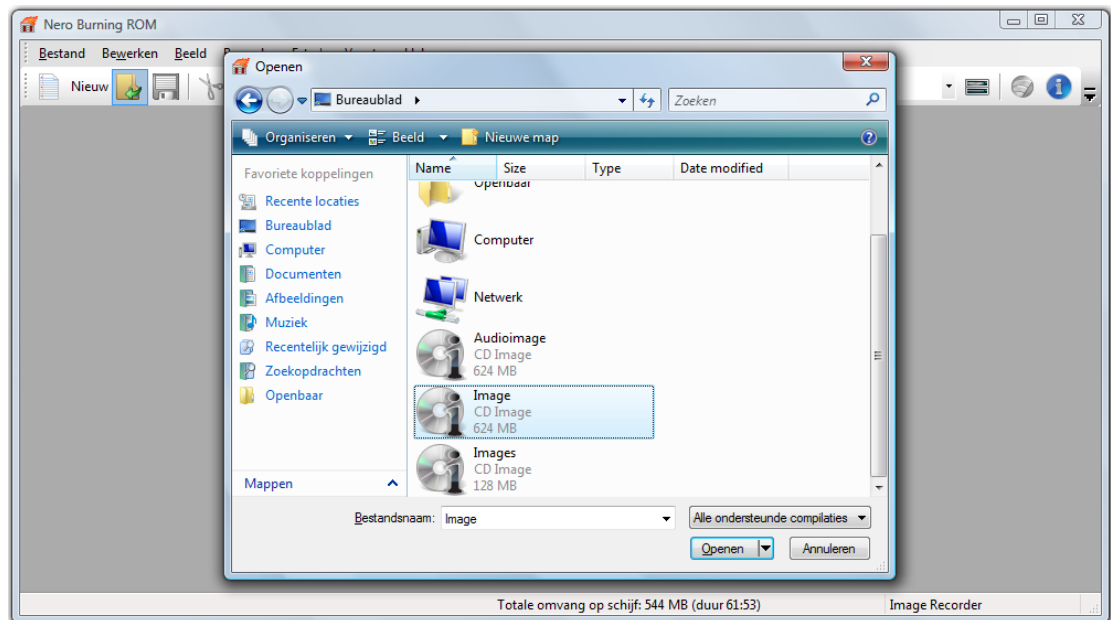 Nero Burning ROM
Bestand Bewerken Beeld
Nieuw
Openen
Bureaublad
Zoeken
Organiseren Beeld Nieuwe map
Favoriete koppelingen
Recente locaties
Bureaublad
Computer
Documenten
Afbeeldingen
Muziek
Recentelijk gewijzigd
Zoekopdrachten
Openbaar
Mappen
Name Size Type Date modified
Openbaar
Computer
Netwerk
Audioimage
CD Image
624 MB
Image
CD Image
624 MB
Images
CD Image
128 MB
Bestandsnaam: Image
Alle ondersteunde compilaties
Openen Annuleren
Totale omvang op schijf: 544 MB (duur 61:53) Image Recorder